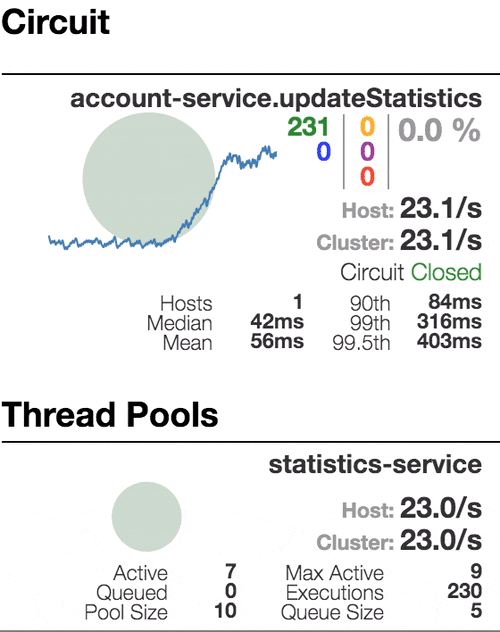 Circuit
account-service.updateStatistics
231 0 0.0 %
0 0
0
Host: 23.1/s
Cluster: 23.1/s
Circuit Closed
Hosts 1 90th 84ms
Median 42ms 99th 316ms
Mean 56ms 99.5th 403ms
Thread Pools
statistics-service
Host: 23.0/s
Cluster: 23.0/s
Active 7 Max Active 9
Queued 0 Executions 230
Pool Size 10 Queue Size 5